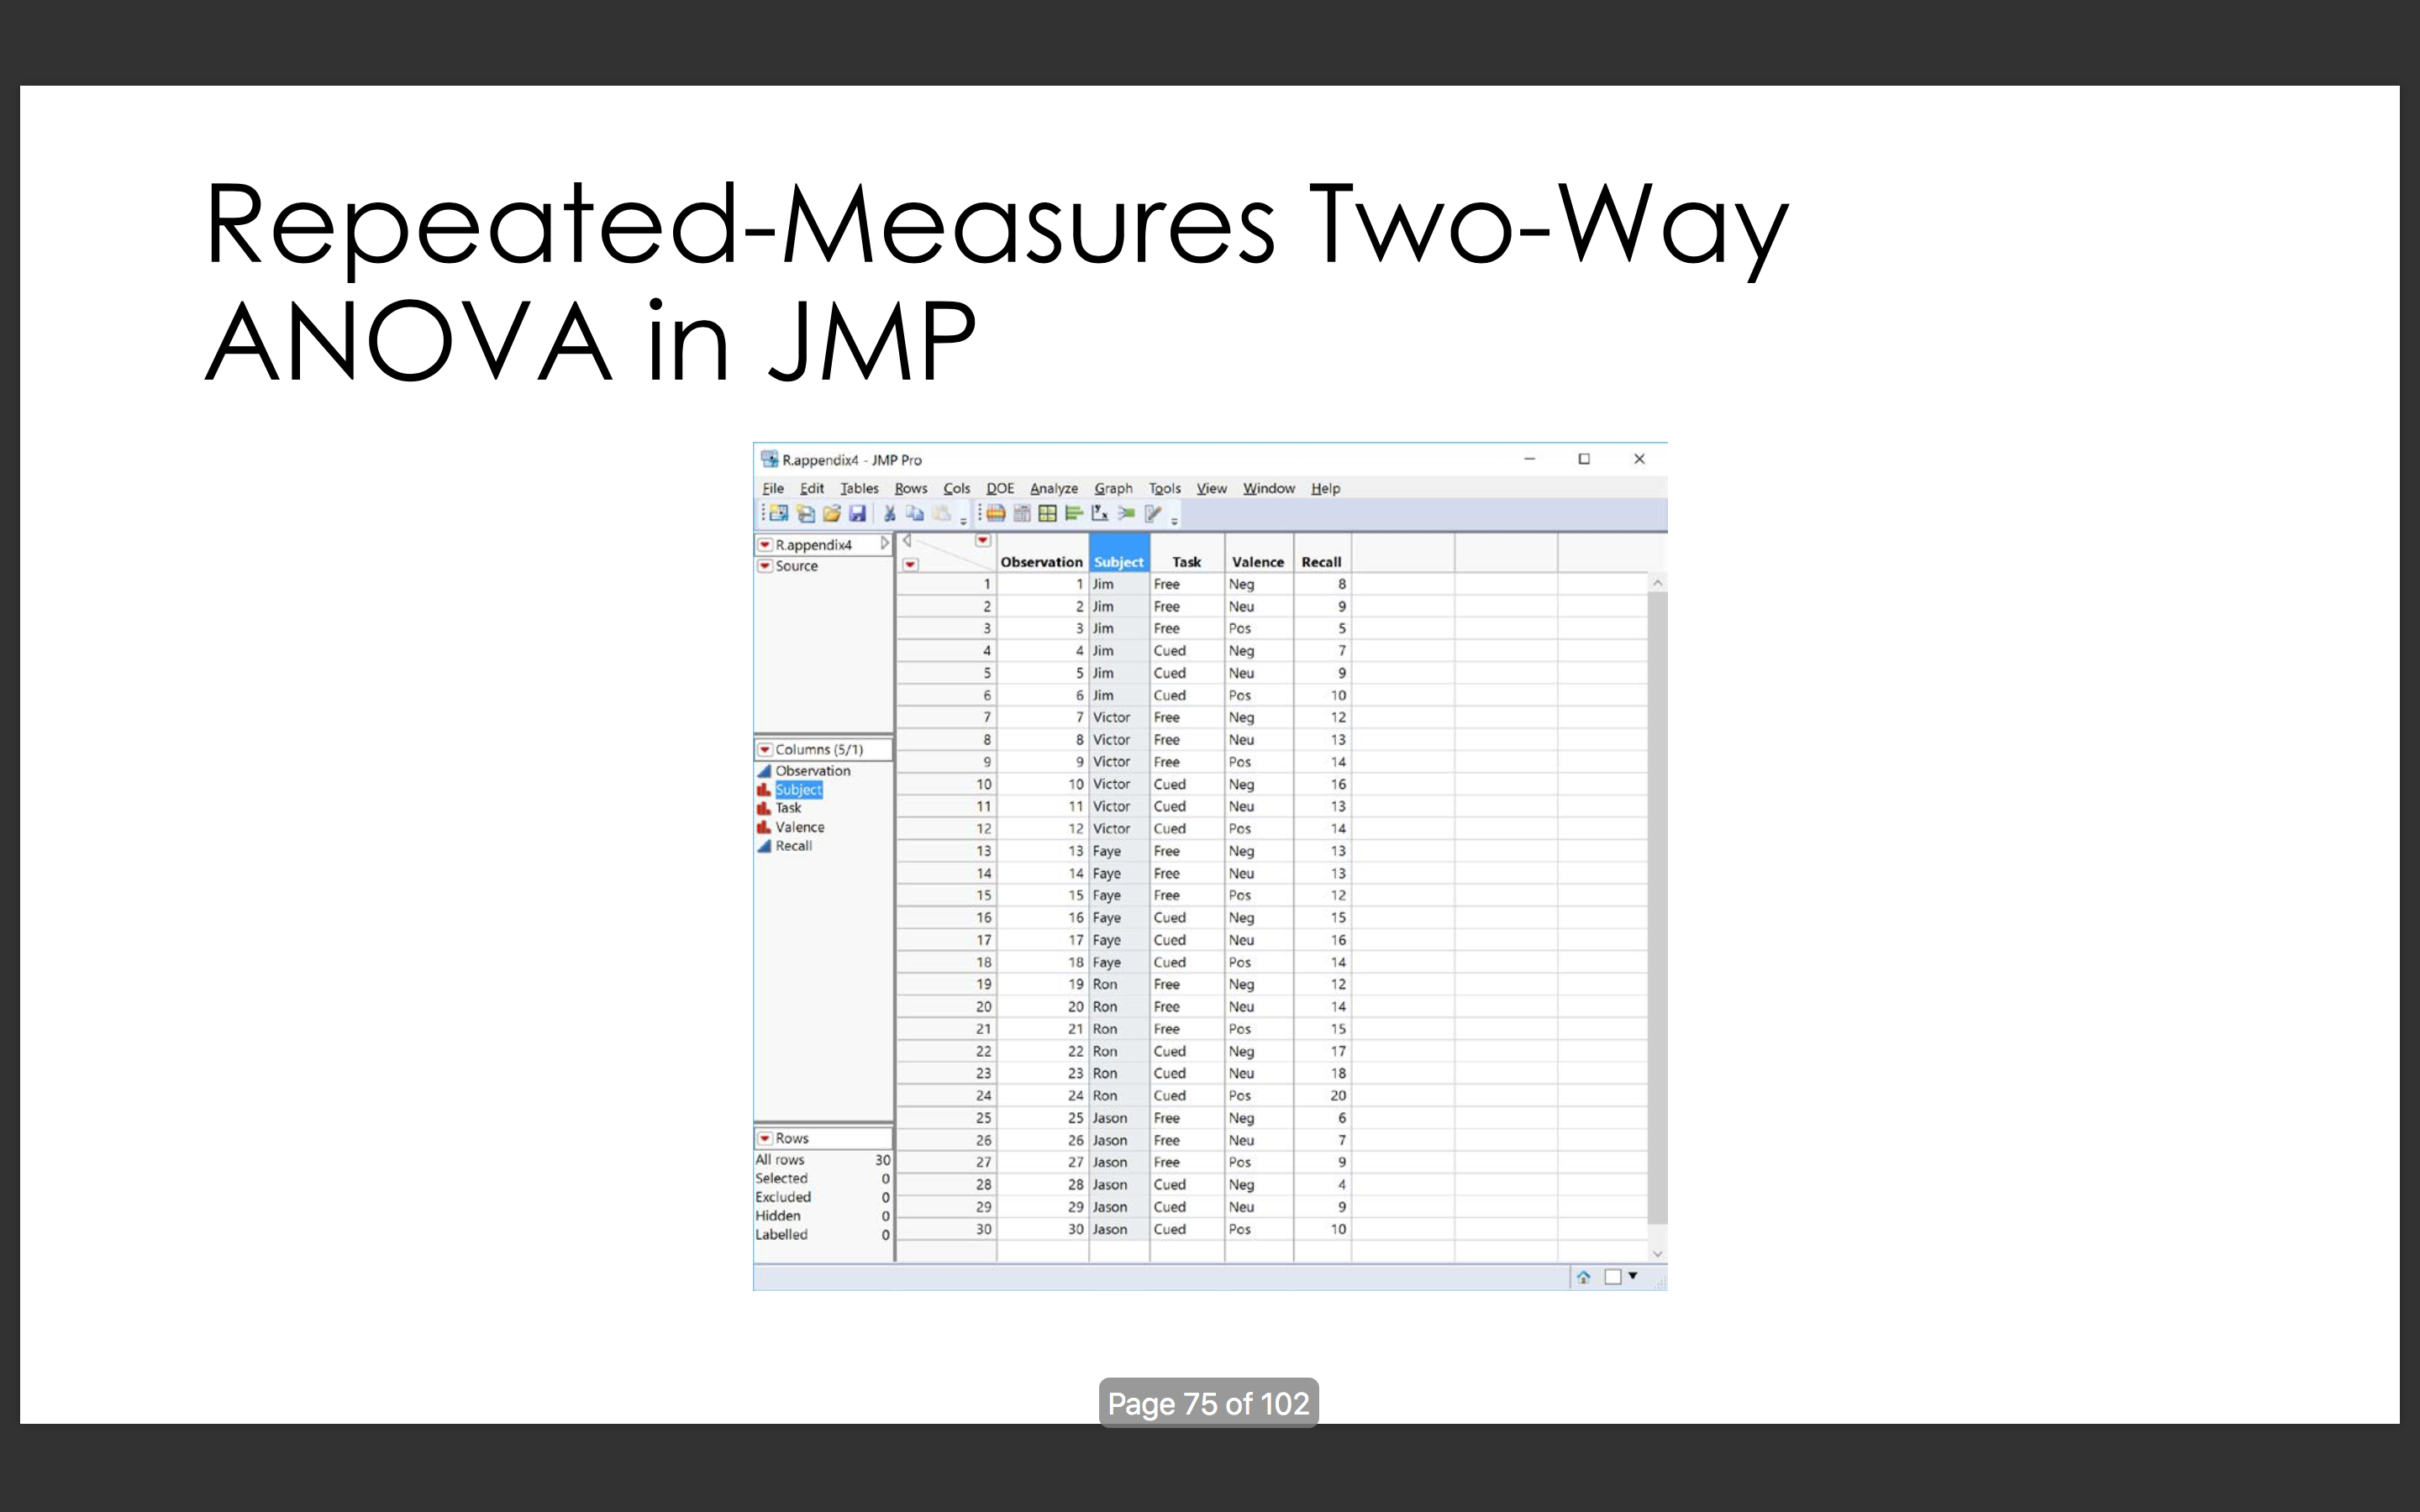 Repeated-Measures Two-Way
ANOVA in JMP
R.appendix4 - JMP Pro
File Edit Tables Rows Cols DOE Analyze Graph Tools View Window Help
R.appendix4
Source
Columns (5/1)
Observation
Subject
Task
Valence
Recall
Rows
All rows 30
Selected 0
Excluded 0
Hidden 0
Labelled 0
Observation Subject Task Valence Recall
1 1 Jim Free Neg 8
2 2 Jim Free Neu 9
3 3 Jim Free Pos 5
4 4 Jim Cued Neg 7
5 5 Jim Cued Neu 9
6 6 Jim Cued Pos 10
7 7 Victor Free Neg 12
8 8 Victor Free Neu 13
9 9 Victor Free Pos 14
10 10 Victor Cued Neg 16
11 11 Victor Cued Neu 13
12 12 Victor Cued Pos 14
13 13 Faye Free Neg 13
14 14 Faye Free Neu 13
15 15 Faye Free Pos 12
16 16 Faye Cued Neg 15
17 17 Faye Cued Neu 16
18 18 Faye Cued Pos 14
19 19 Ron Free Neg 12
20 20 Ron Free Neu 14
21 21 Ron Free Pos 15
22 22 Ron Cued Neg 17
23 23 Ron Cued Neu 18
24 24 Ron Cued Pos 20
25 25 Jason Free Neg 6
26 26 Jason Free Neu 7
27 27 Jason Free Pos 9
28 28 Jason Cued Neg 4
29 29 Jason Cued Neu 9
30 30 Jason Cued Pos 10
Page 75 of 102